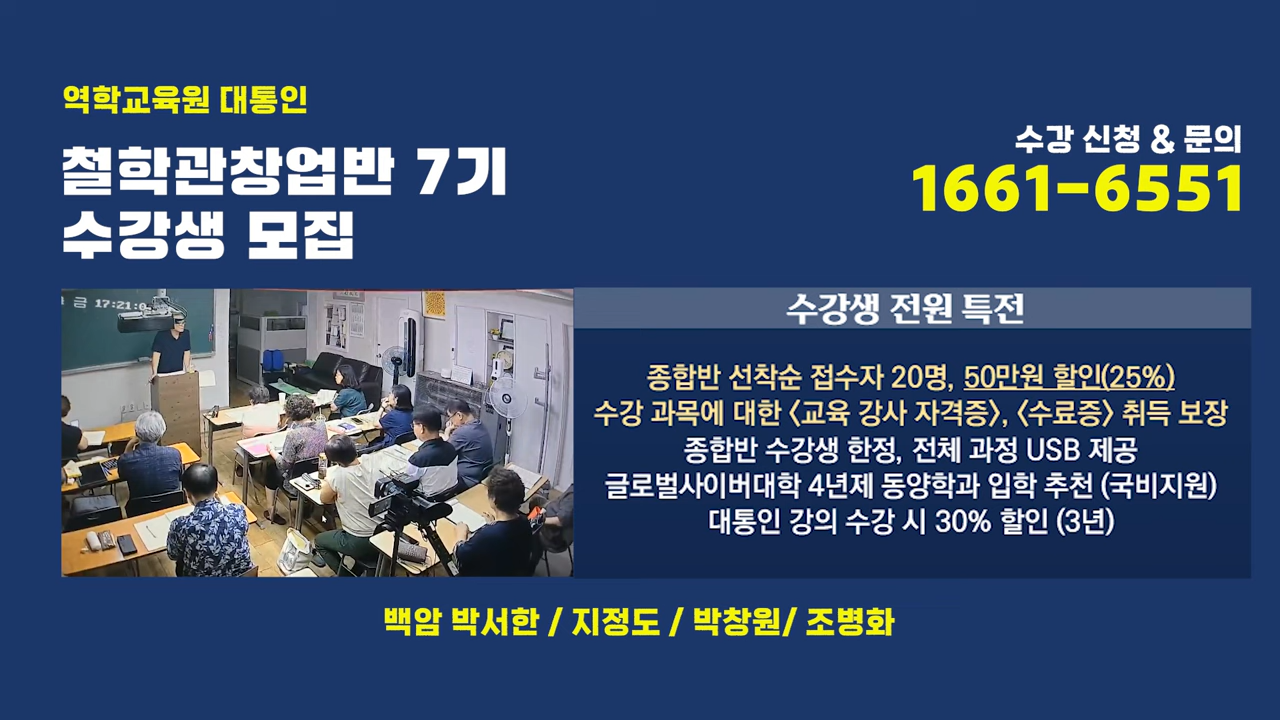 역학교육원 대통인
철학관창업반 7기
수강생 모집
수강 신청 & 문의
1661-6551
금 17:21:0
수강생 전원 특전
종합반 선착순 접수자 20명, 50만원 할인(25%)
수강 과목에 대한 <교육 강사 자격증>, <수료증> 취득 보장
종합반 수강생 한정, 전체 과정 USB 제공
글로벌사이버대학 4년제 동양학과 입학 추천 (국비지원)
대통인 강의 수강 시 30% 할인 (3년)
백암 박서한 / 지정도 / 박창원/ 조병화